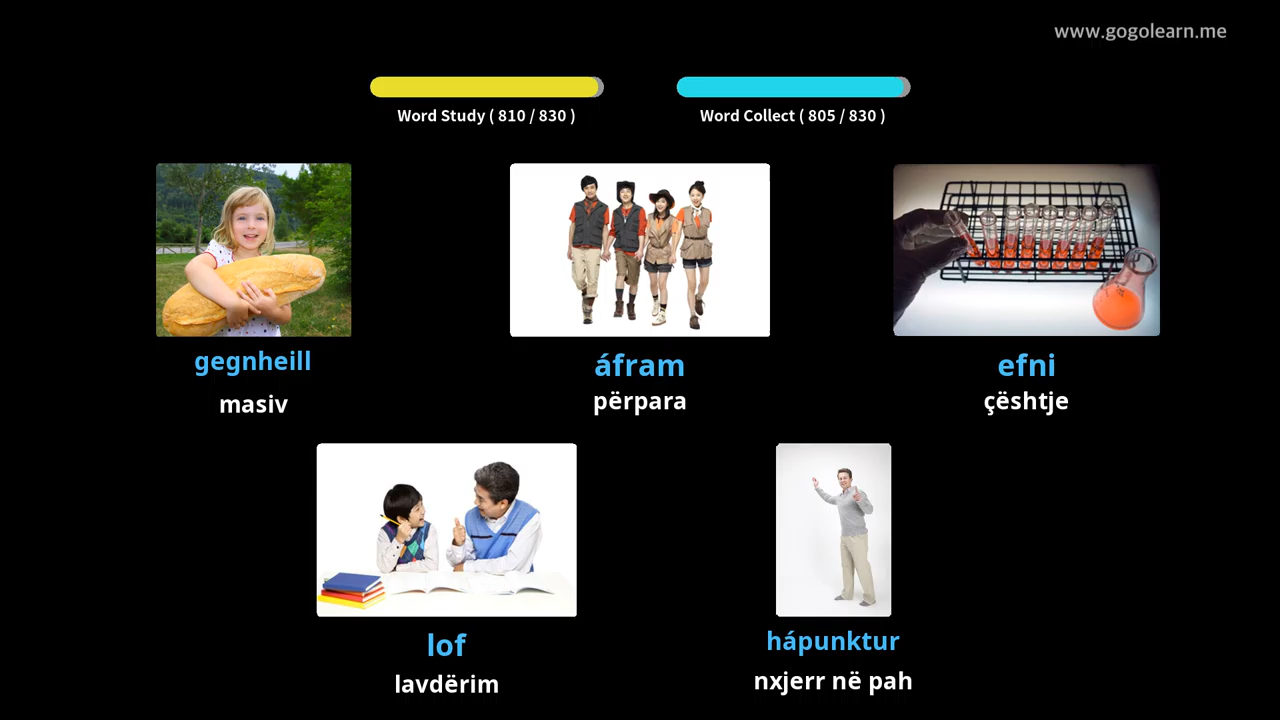 www.gogolearn.me
Word Study ( 810 / 830 )
Word Collect ( 805 / 830 )
gegnheill
masiv
áfram
përpara
efni
çështje
lof
lavdërim
hápunktur
nxjerr në pah